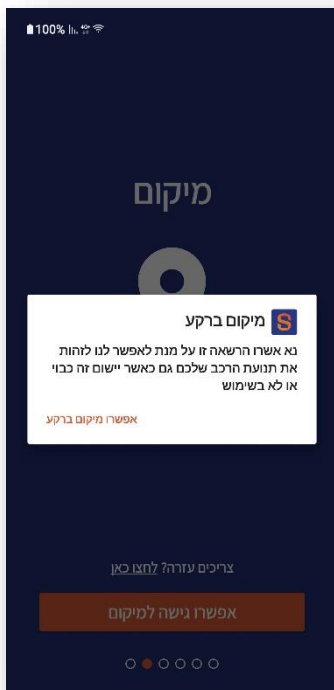 100%
מיקום
S מיקום ברקע
נא אשרו הרשאה זו על מנת לאפשר לנו לזהות
את תנועת הרכב שלכם גם כאשר יישום זה כבוי
או לא בשימוש
אפשרו מיקום ברקע
צריכים עזרה? לחצו כאן
אפשרו גישה למיקום